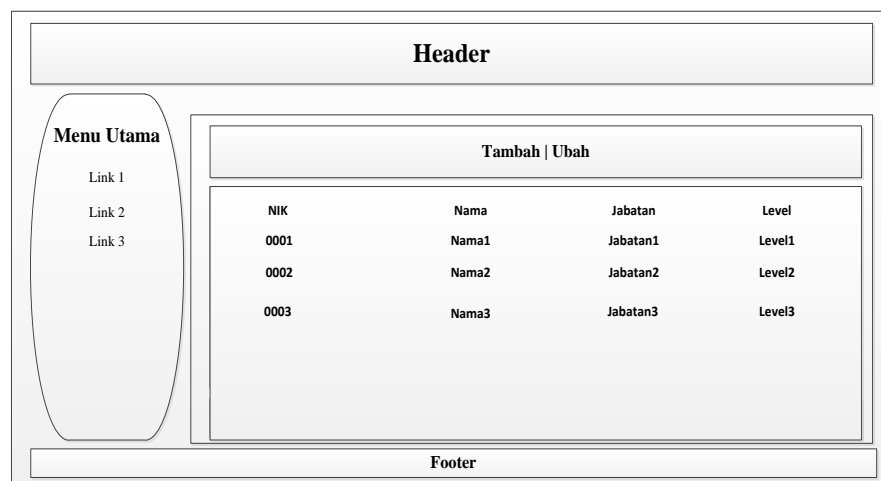 Header
Menu Utama
Link 1
Link 2
Link 3
Tambah | Ubah
NIK Nama Jabatan Level
0001 Nama1 Jabatan1 Level1
0002 Nama2 Jabatan2 Level2
0003 Nama3 Jabatan3 Level3
Footer